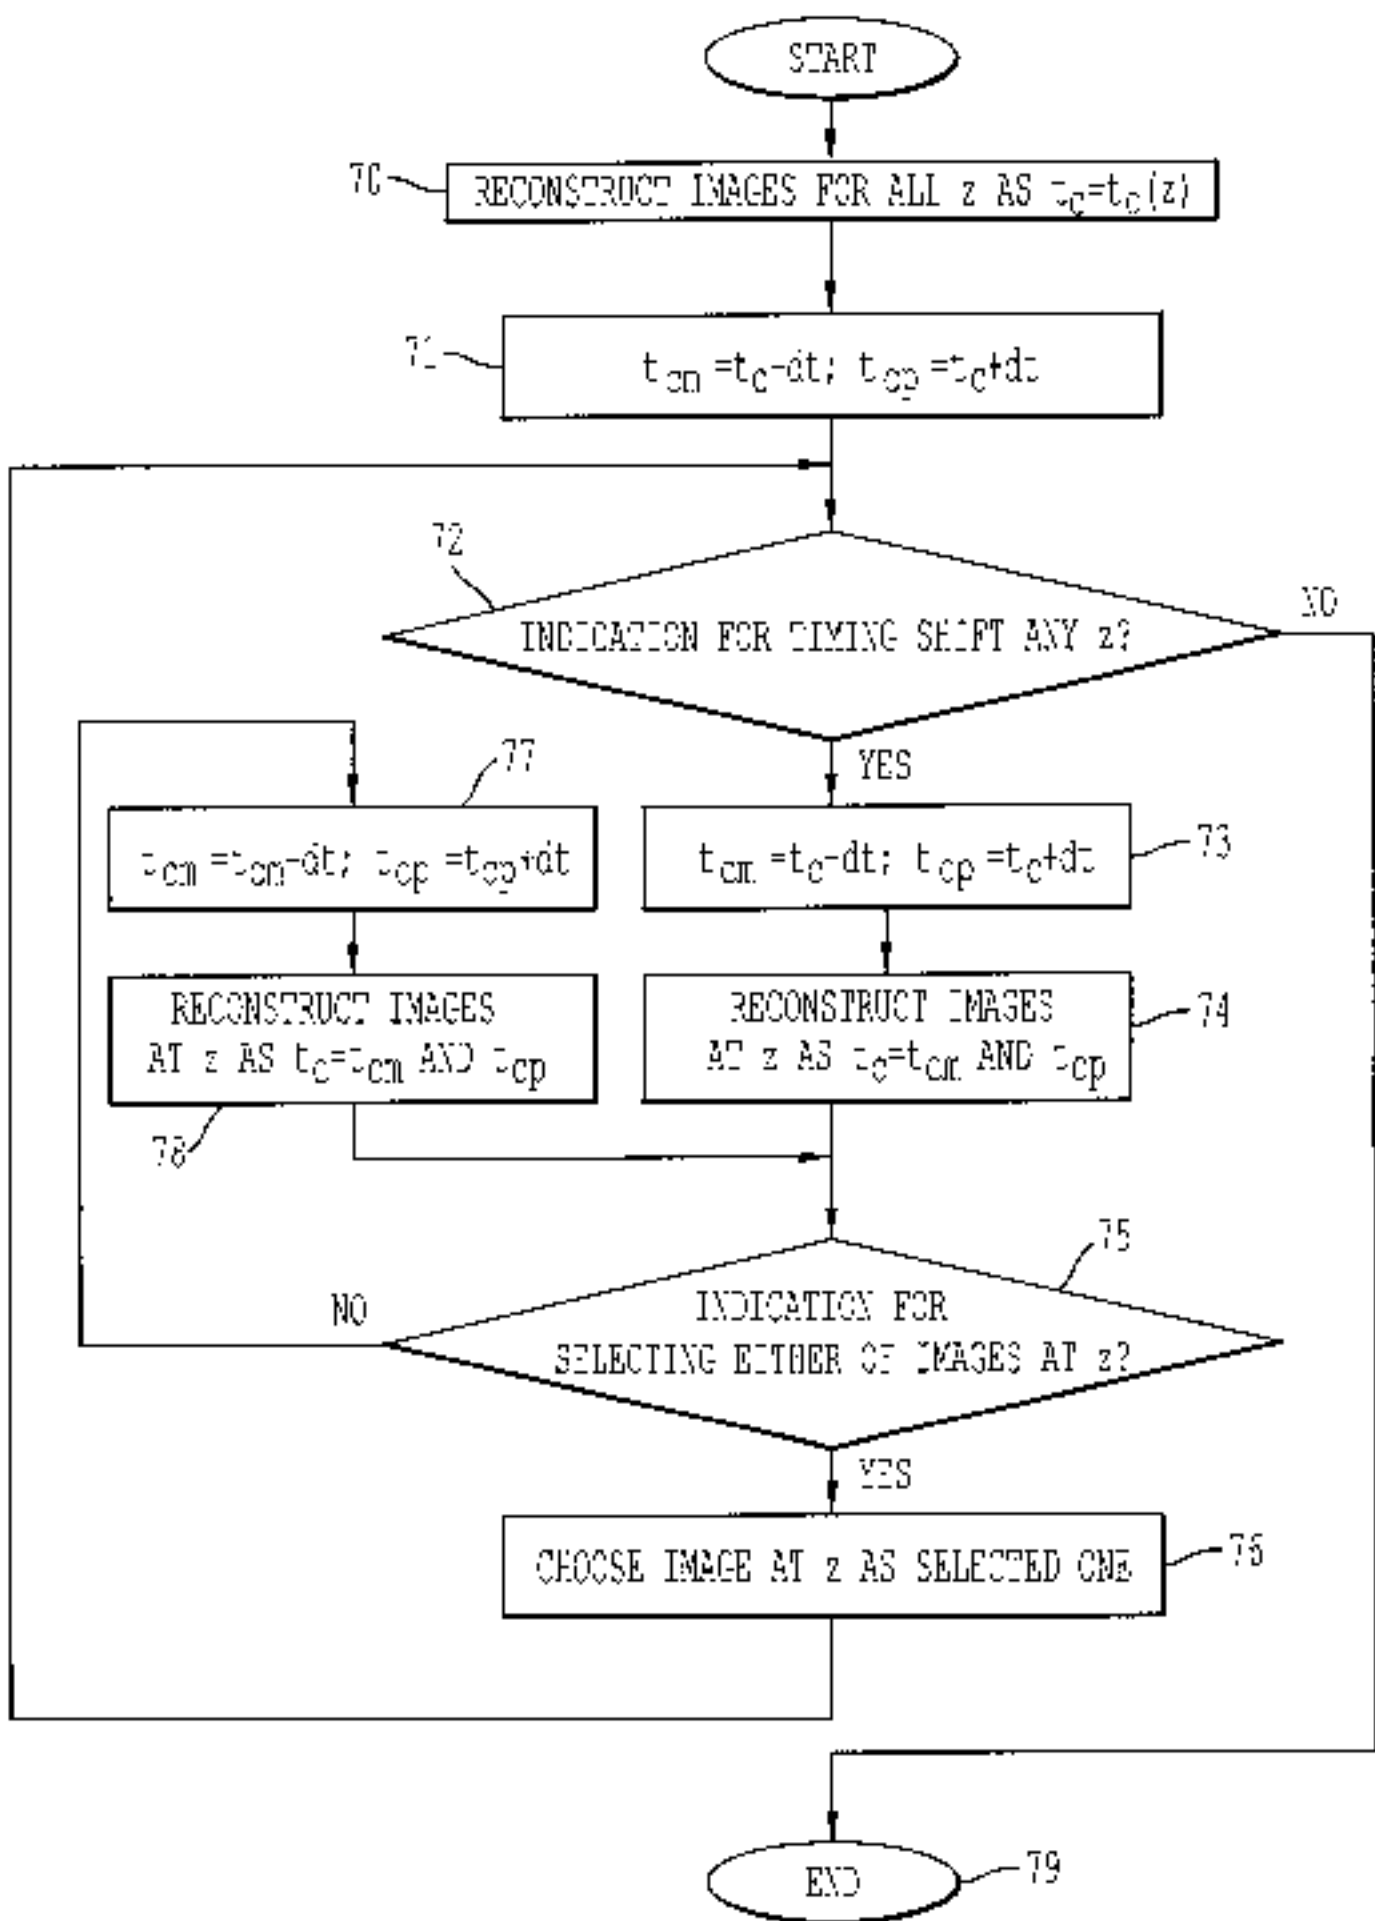 START
70
RECONSTRUCT IMAGES FOR ALL z AS tc=tc(z)
71
tcm =tc-dt; tcp =tc+dt
72
INDICATION FOR TIMING SHIFT ANY z?
NO
YES
77
tcm =tcm-dt; tcp =tcp+dt
tcm =tc-dt; tcp =tc+dt
73
RECONSTRUCT IMAGES
AT z AS tc=tcm AND tcp
78
RECONSTRUCT IMAGES
AT z AS tc=tcm AND tcp
74
75
INDICATION FOR
SELECTING EITHER OF IMAGES AT z?
NO
YES
CHOOSE IMAGE AT z AS SELECTED ONE
76
END
79